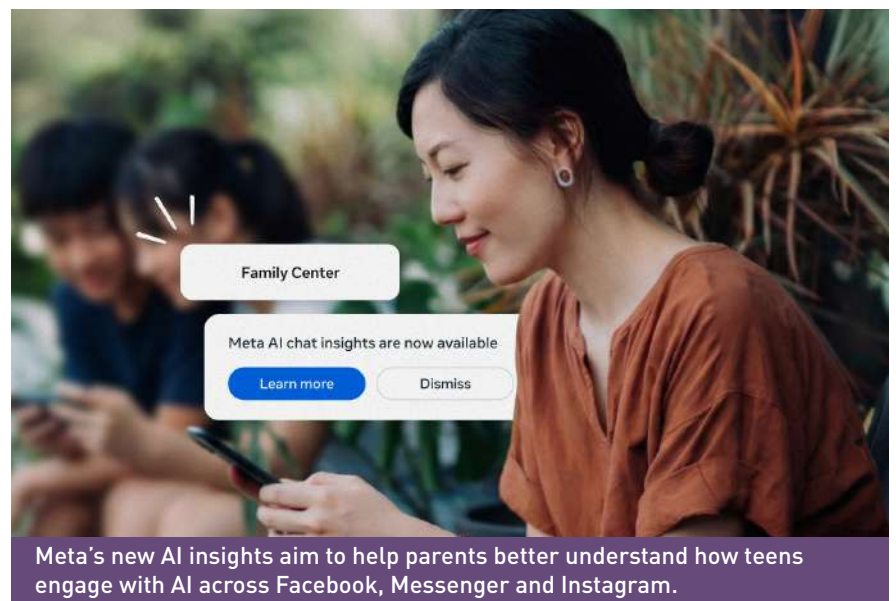 Family Center
Meta AI chat insights are now available
Learn more
Dismiss
Meta’s new AI insights aim to help parents better understand how teens
engage with AI across Facebook, Messenger and Instagram.